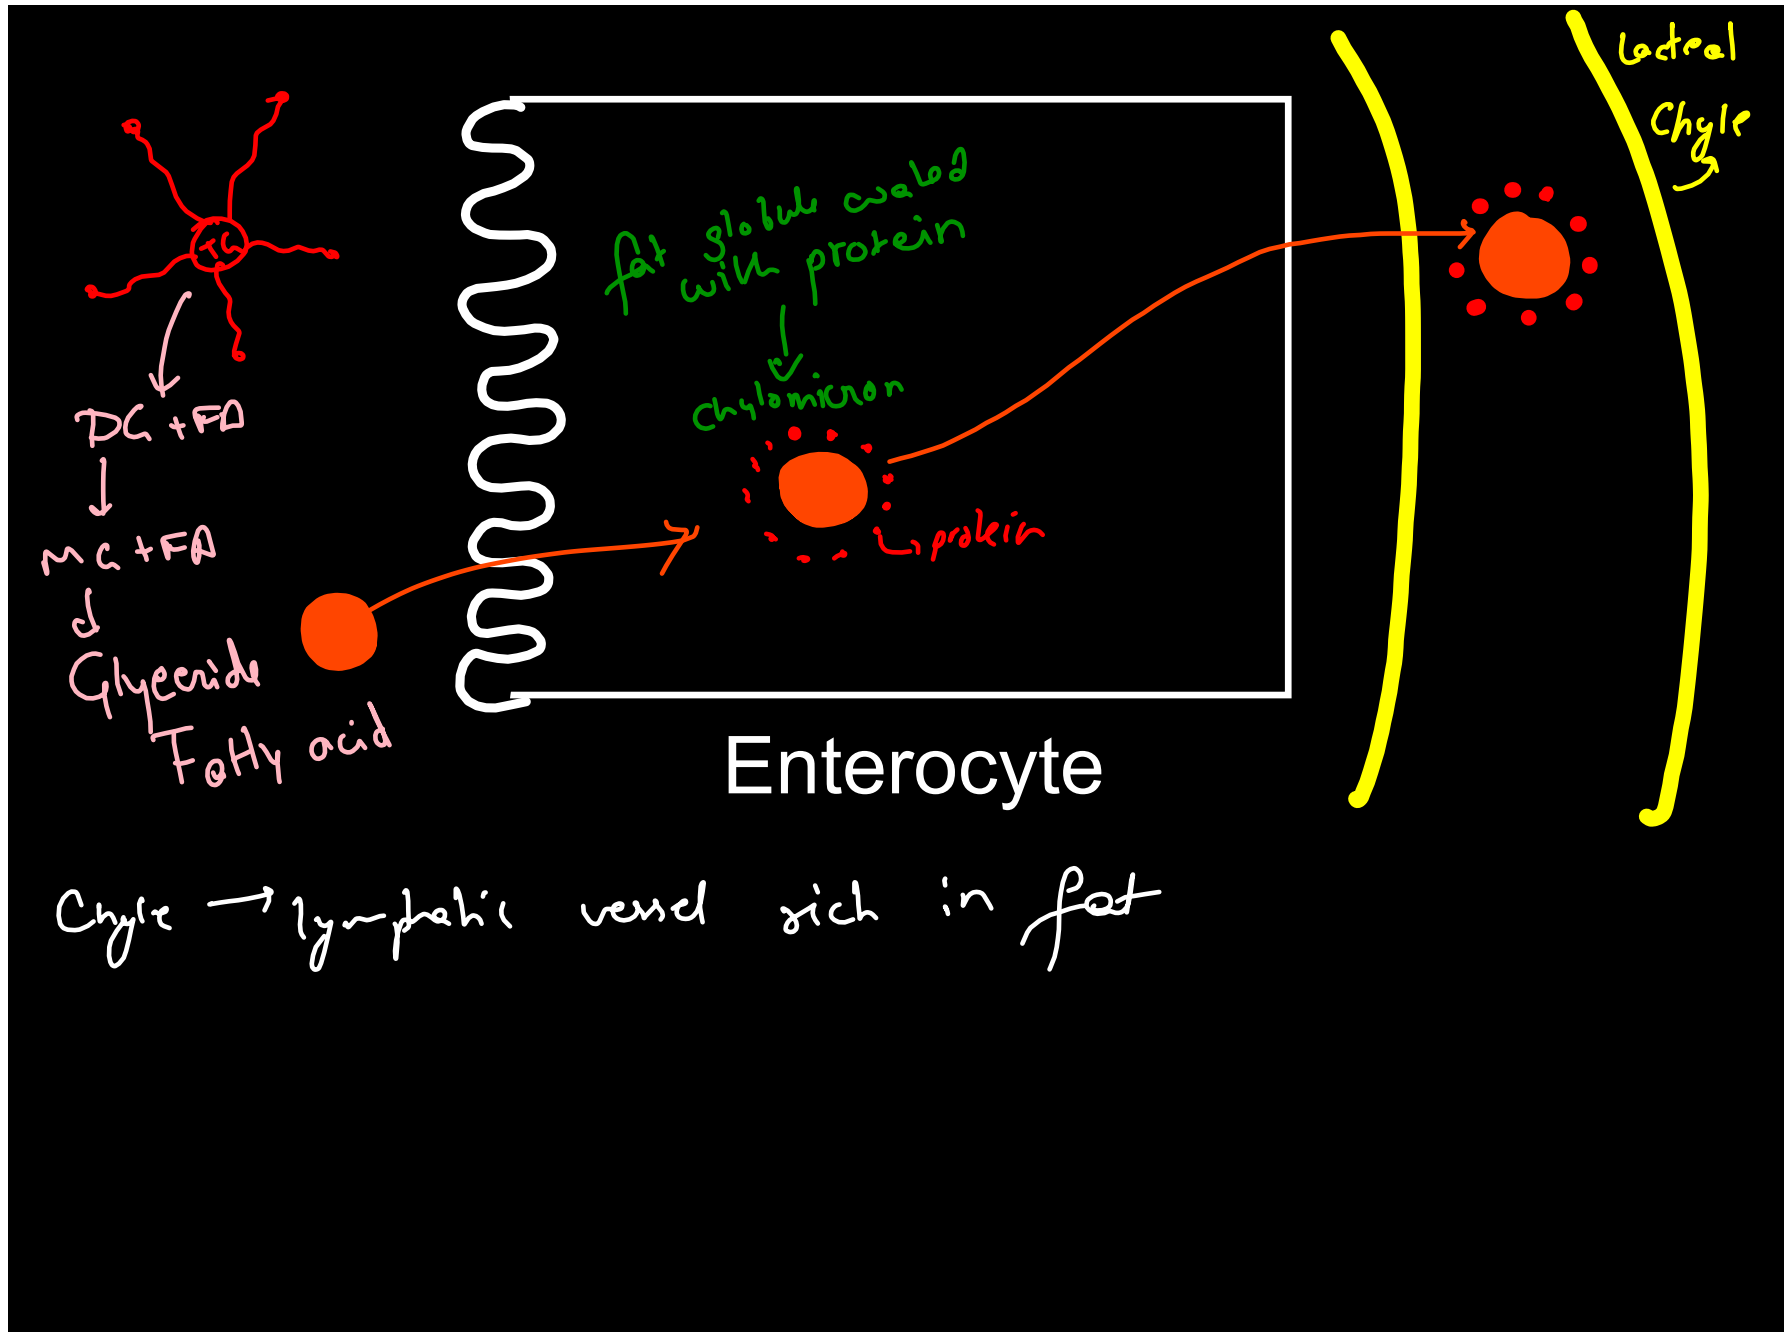 TG
DG + FA
MG + FA
Glyceride
Fatty acid
fat globule coated
with protein
chylomicron
protein
Lacteal
Chyle
Enterocyte
Chyle → lymphatic vessel rich in fat